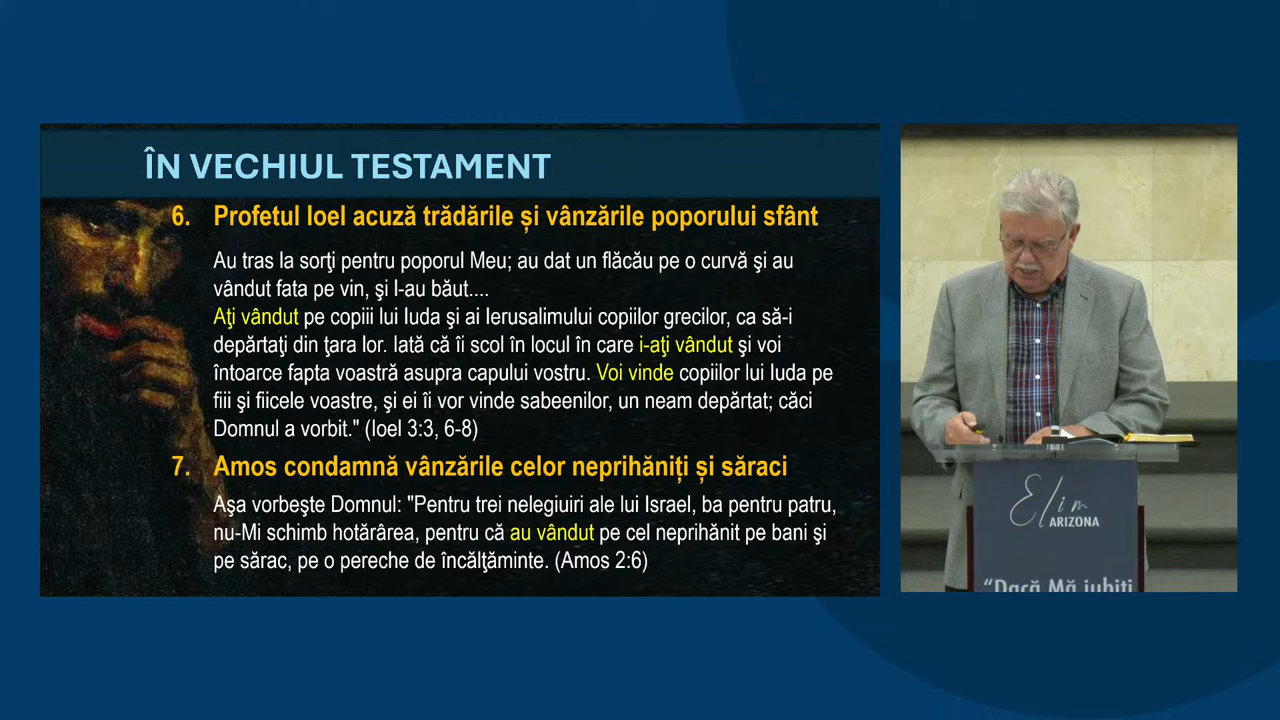 ÎN VECHIUL TESTAMENT
6. Profetul Ioel acuză trădările și vânzările poporului sfânt
Au tras la sorţi pentru poporul Meu; au dat un flăcău pe o curvă şi au
vândut fata pe vin, şi l-au băut....
Aţi vândut pe copiii lui Iuda şi ai Ierusalimului copiilor grecilor, ca să-i
depărtaţi din ţara lor. Iată că îi scol în locul în care i-aţi vândut şi voi
întoarce fapta voastră asupra capului vostru. Voi vinde copiilor lui Iuda pe
fiii şi fiicele voastre, şi ei îi vor vinde sabeenilor, un neam depărtat; căci
Domnul a vorbit." (Ioel 3:3, 6-8)
7. Amos condamnă vânzările celor neprihăniți și săraci
Aşa vorbeşte Domnul: "Pentru trei nelegiuiri ale lui Israel, ba pentru patru,
nu-Mi schimb hotărârea, pentru că au vândut pe cel neprihănit pe bani şi
pe sărac, pe o pereche de încălţăminte. (Amos 2:6)
Elim
ARIZONA
“Dacă Mă iubiți